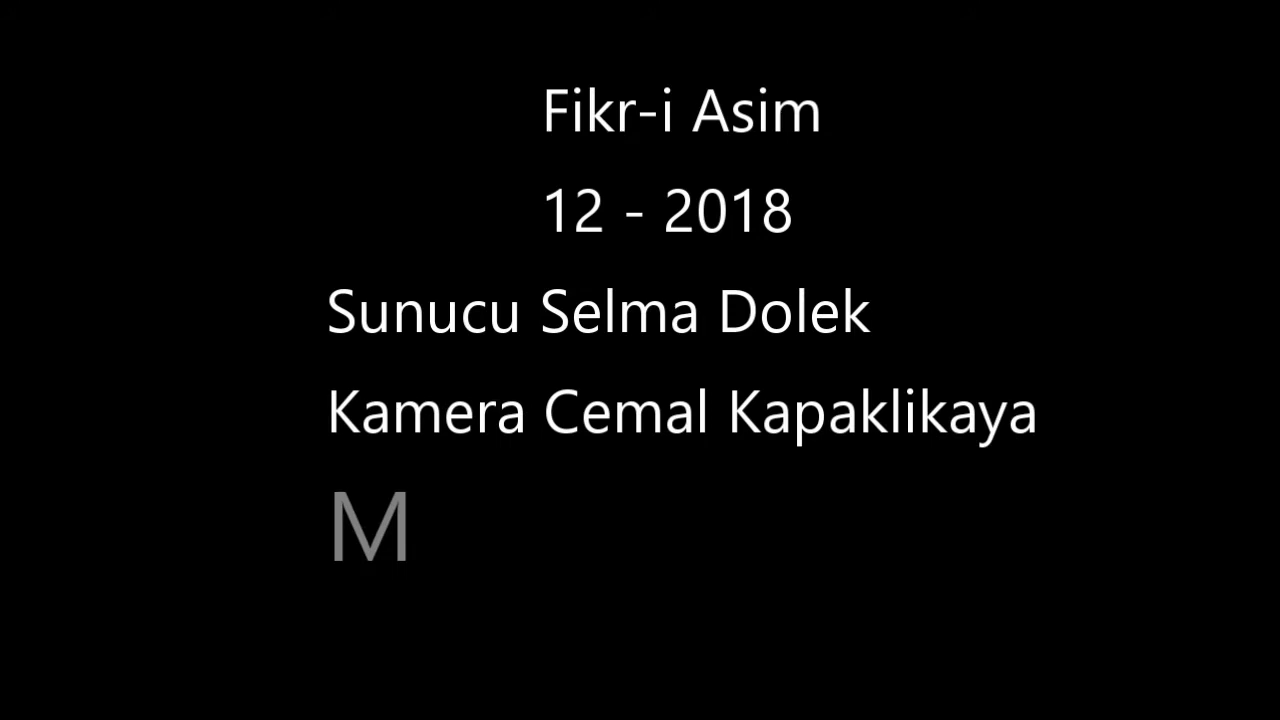 Fikr-i Asim
12 - 2018
Sunucu Selma Dolek
Kamera Cemal Kapaklikaya
M